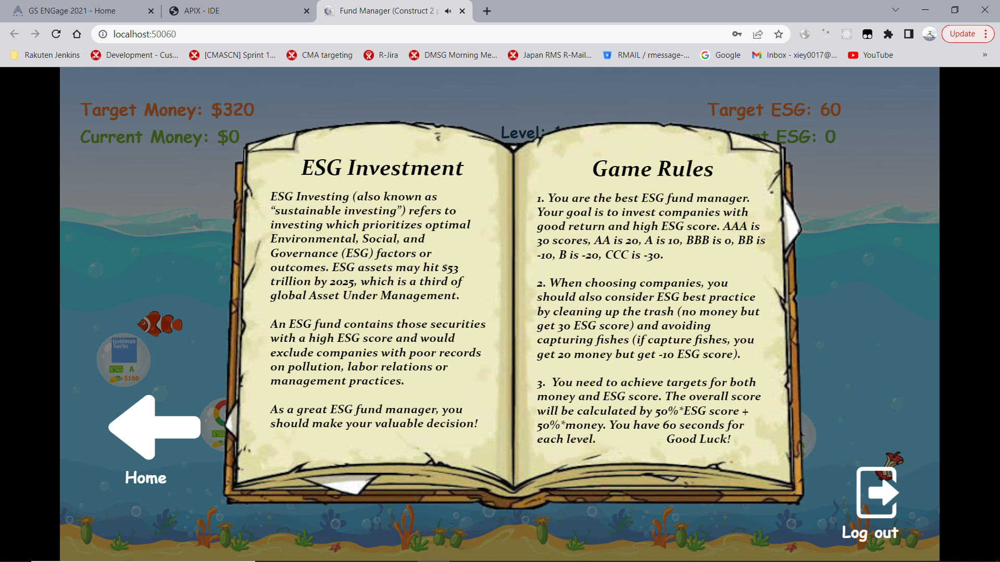 GS ENGage 2021 - Home
APIX - IDE
Fund Manager (Construct 2
localhost:50060
Update
Rakuten Jenkins
Development - Cus...
[CMASCN] Sprint 1...
CMA targeting
R-Jira
DMSG Morning Me...
Japan RMS R-Mail...
RMAIL / rmessage-...
Google
Inbox - xiey0017@...
YouTube
»
Target Money: $320
Target ESG: 60
Current Money: $0
Level:
ESG: 0
ESG Investment
ESG Investing (also known as
“sustainable investing”) refers to
investing which prioritizes optimal
Environmental, Social, and
Governance (ESG) factors or
outcomes. ESG assets may hit $53
trillion by 2025, which is a third of
global Asset Under Management.
An ESG fund contains those securities
with a high ESG score and would
exclude companies with poor records
on pollution, labor relations or
management practices.
As a great ESG fund manager, you
should make your valuable decision!
Game Rules
1. You are the best ESG fund manager.
Your goal is to invest companies with
good return and high ESG score. AAA is
30 scores, AA is 20, A is 10, BBB is 0, BB is
-10, B is -20, CCC is -30.
2. When choosing companies, you
should also consider ESG best practice
by cleaning up the trash (no money but
get 30 ESG score) and avoiding
capturing fishes (if capture fishes, you
get 20 money but get -10 ESG score).
3. You need to achieve targets for both
money and ESG score. The overall score
will be calculated by 50%*ESG score +
50%*money. You have 60 seconds for
each level. Good Luck!
Goldman
Sachs
ESG A
$100
ESG
Home
Log out